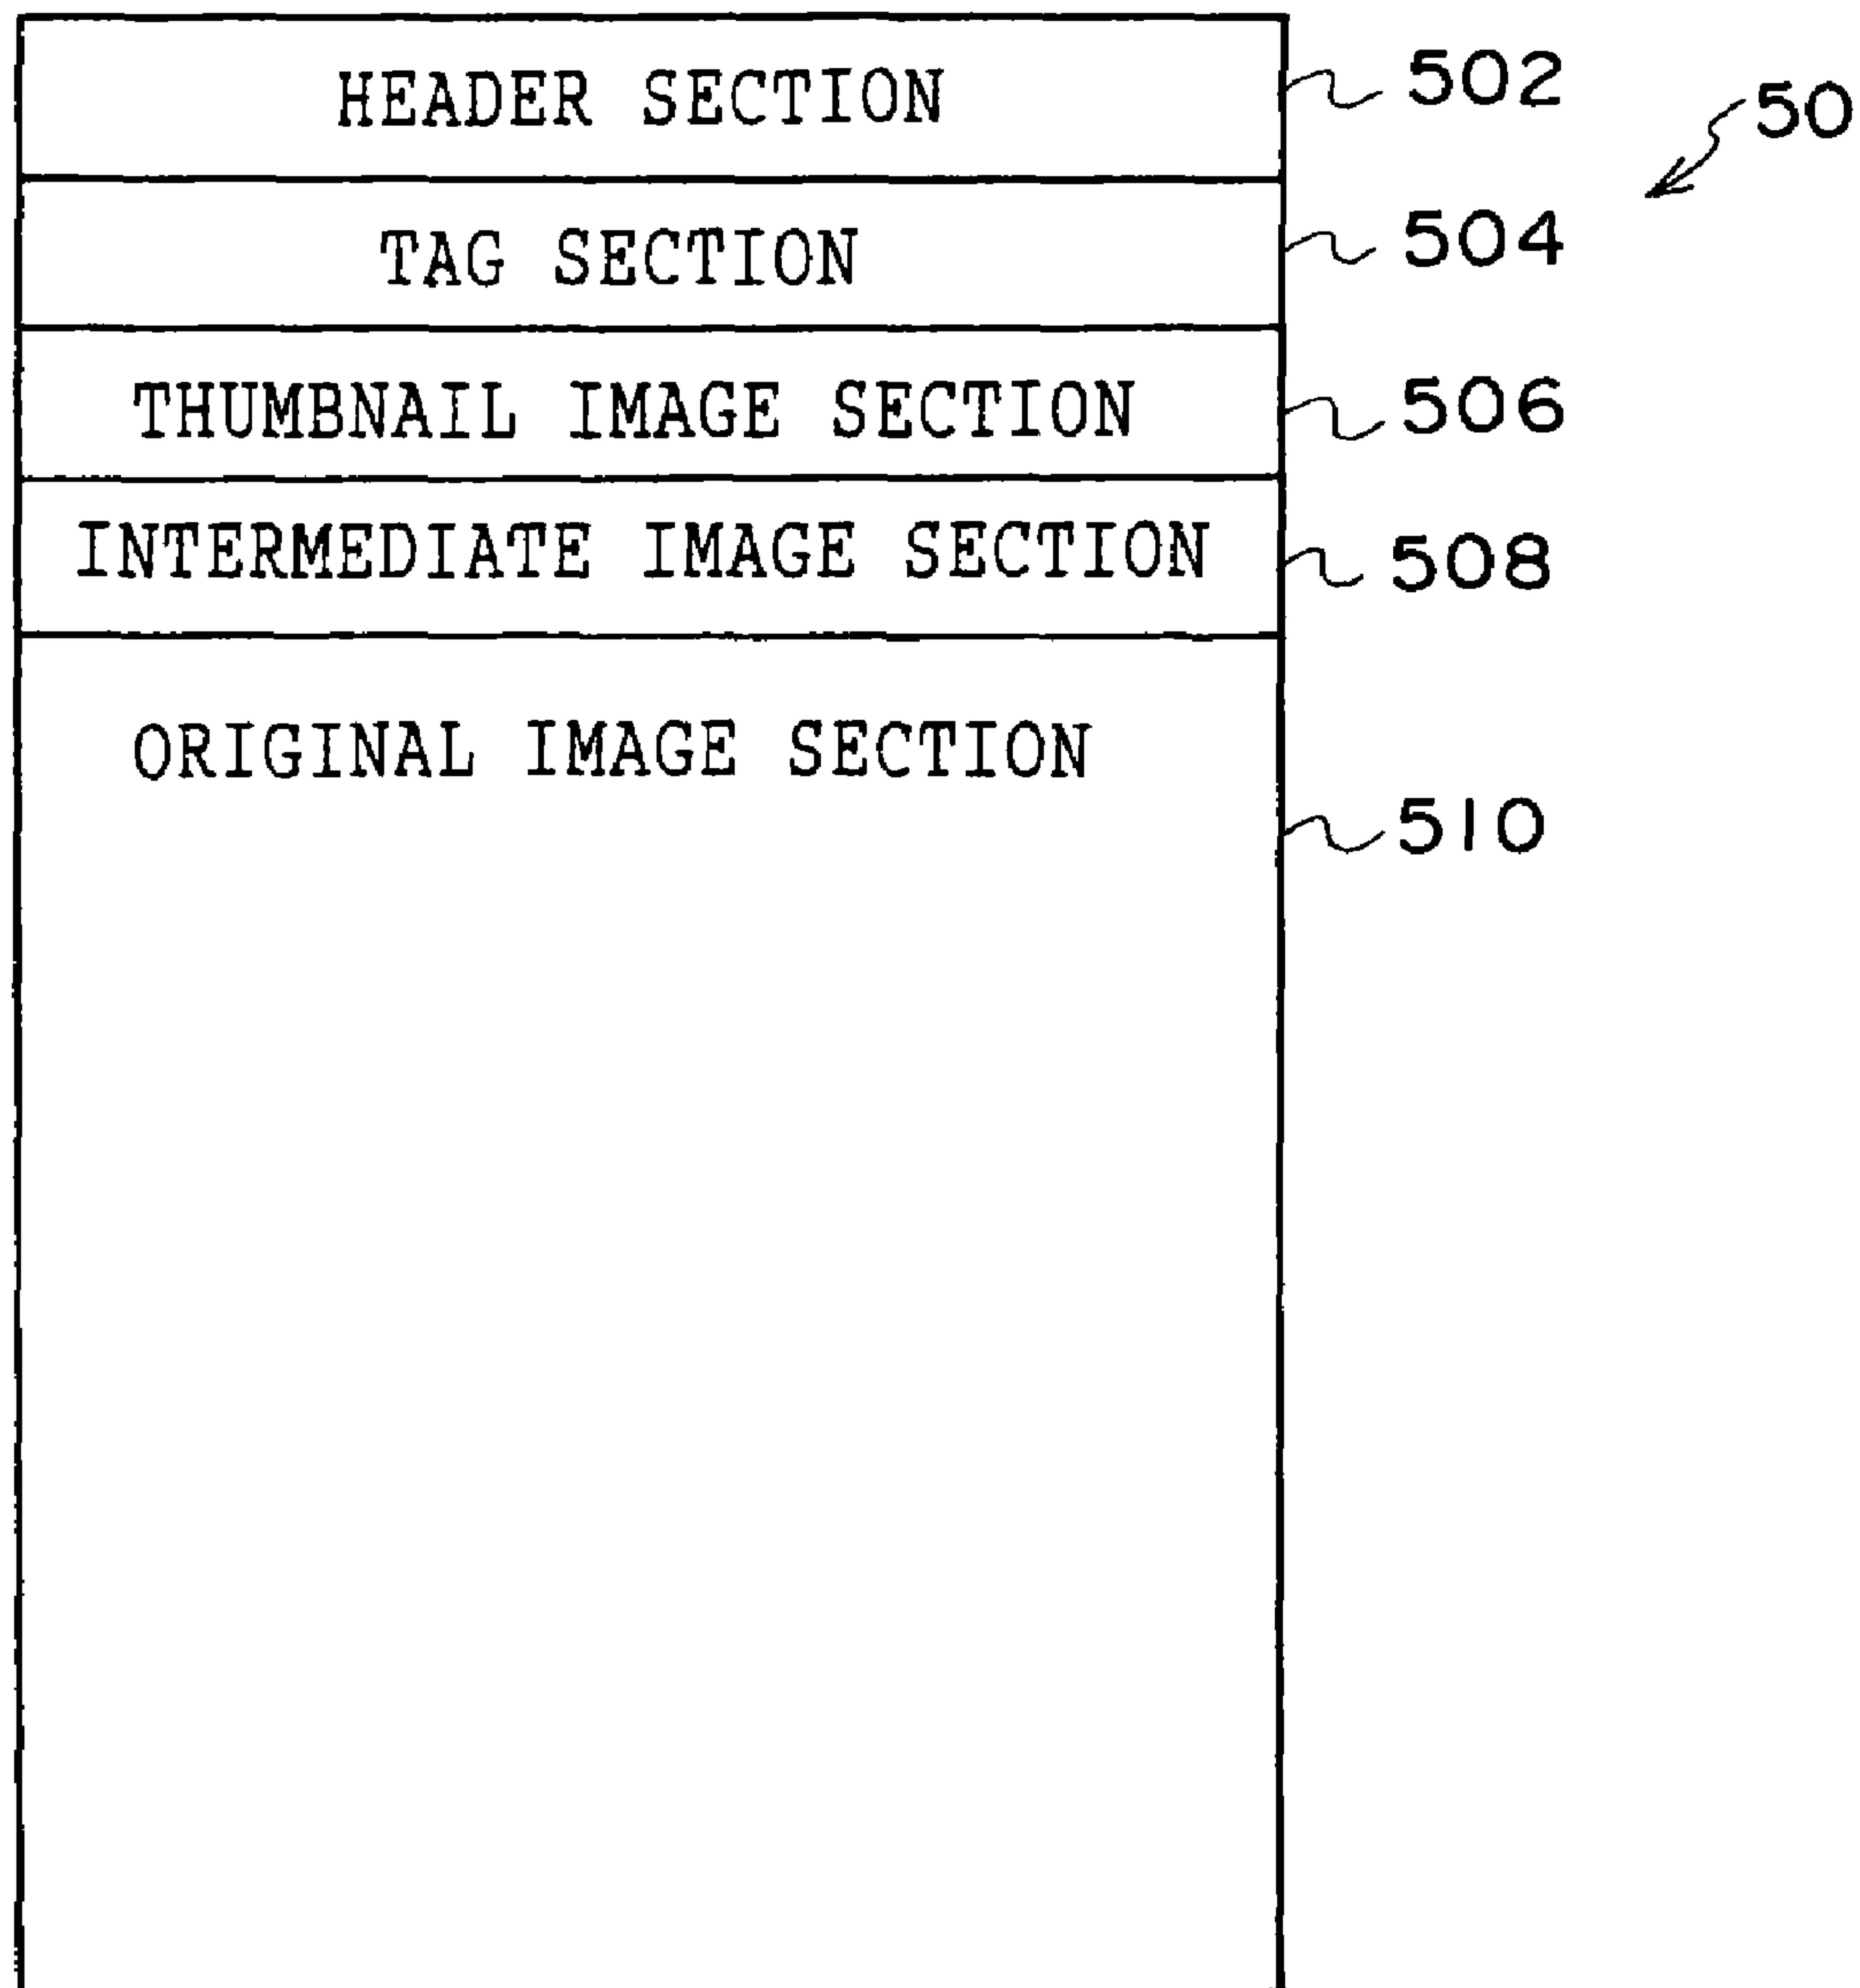 HEADER SECTION 502
50
TAG SECTION 504
THUMBNAIL IMAGE SECTION 506
INTERMEDIATE IMAGE SECTION 508
ORIGINAL IMAGE SECTION
510